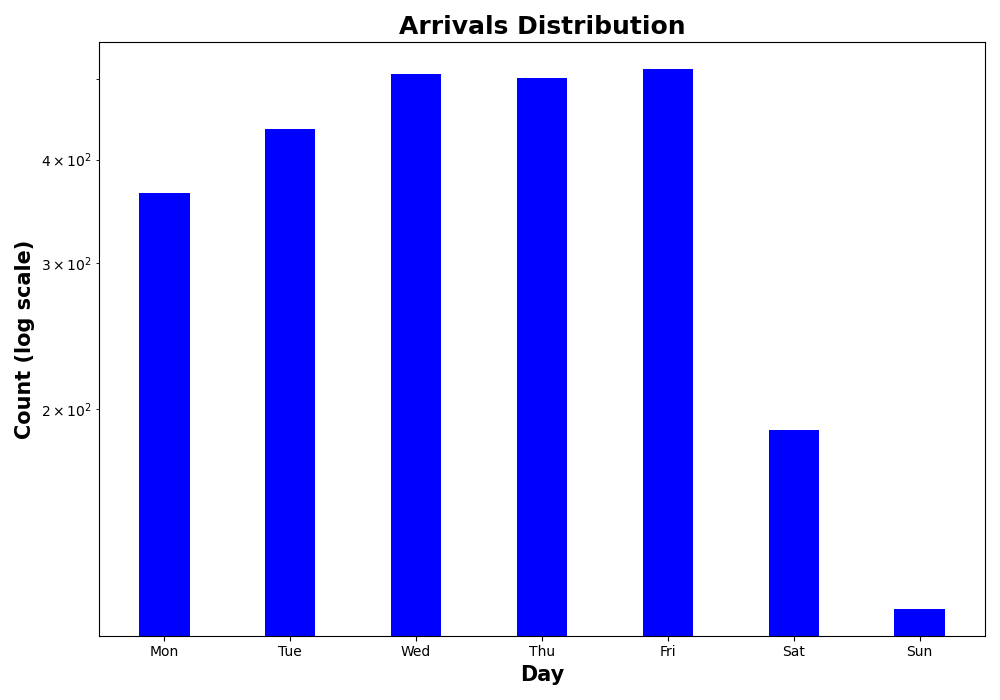 Arrivals Distribution
4 × 10²
3 × 10²
2 × 10²
Count (log scale)
Mon Tue Wed Thu Fri Sat Sun
Day